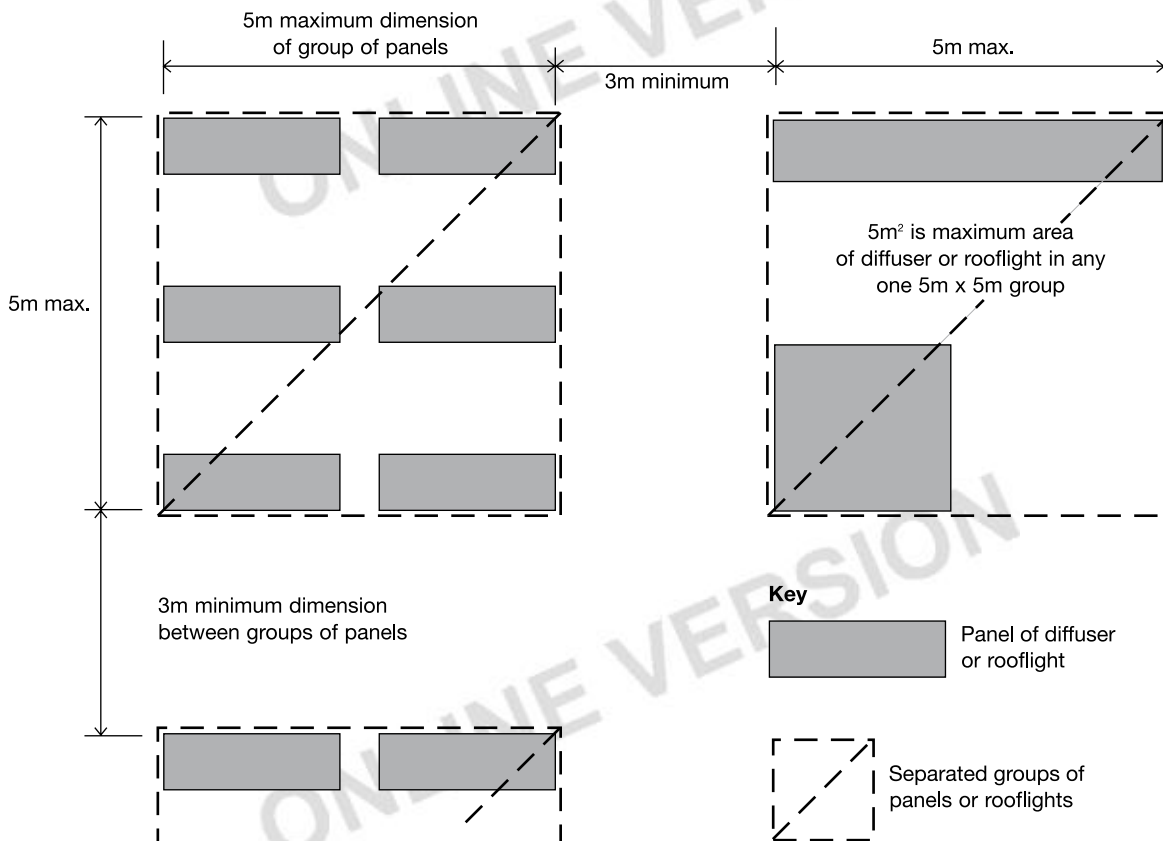 5m maximum dimension
of group of panels
5m max.
3m minimum
5m² is maximum area
of diffuser or rooflight in any
one 5m x 5m group
5m max.
3m minimum dimension
between groups of panels
Key
Panel of diffuser
or rooflight
Separated groups of
panels or rooflights
ONLINE VERSION
ONLINE VERSION